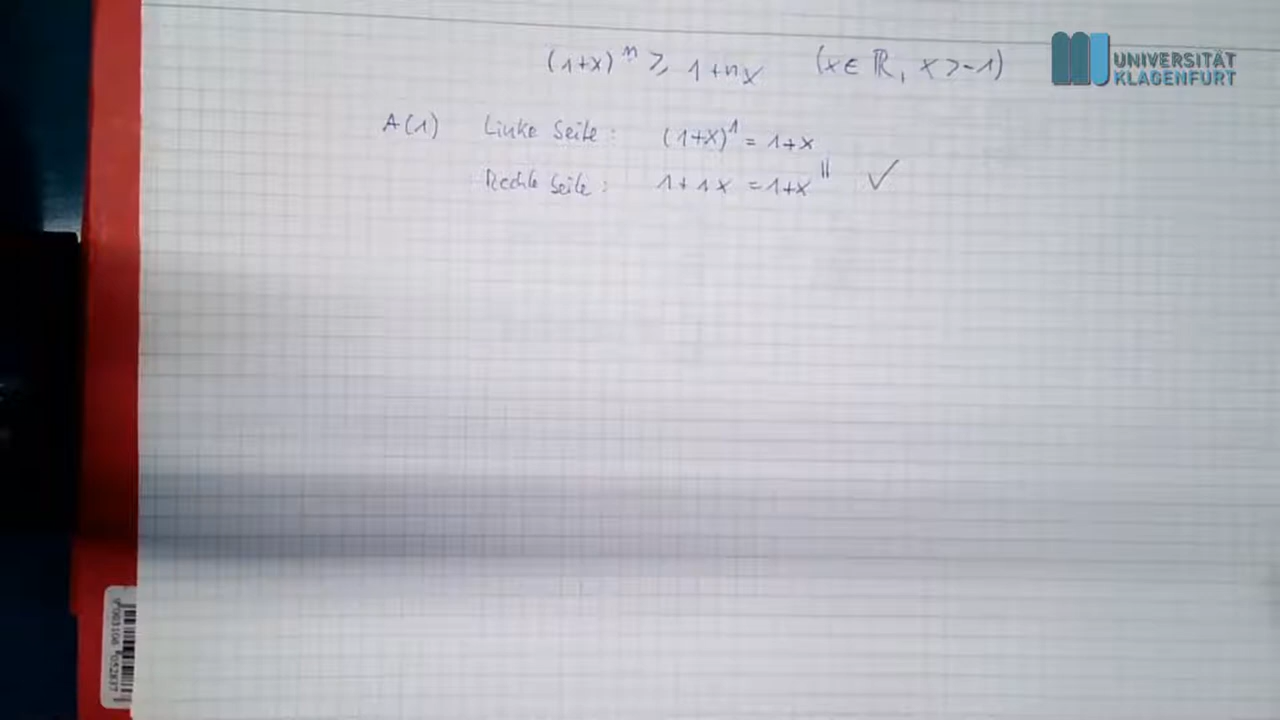 (1+x)^n ≥ 1+nx (x ∈ ℝ, x > -1)
UNIVERSITÄT
KLAGENFURT
A(1) Linke Seite: (1+x)^1 = 1+x
||
Rechte Seite: 1+1x = 1+x ✓